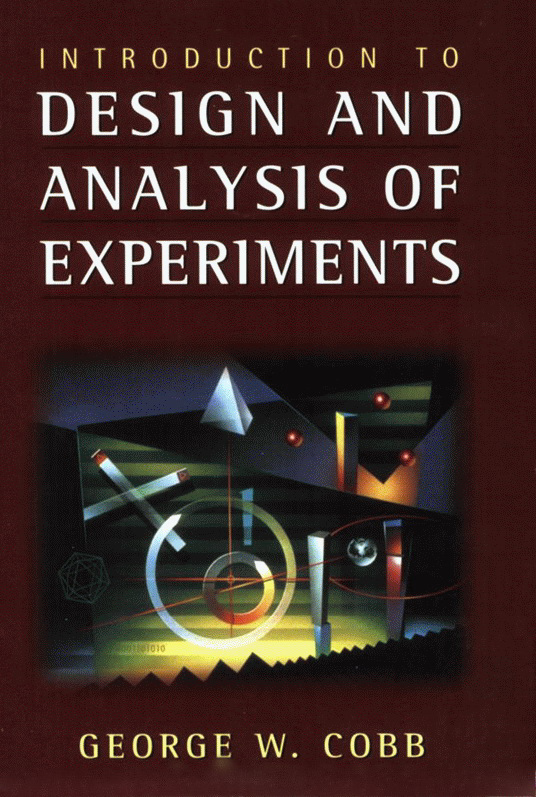 INTRODUCTION TO
DESIGN AND
ANALYSIS OF
EXPERIMENTS
GEORGE W. COBB